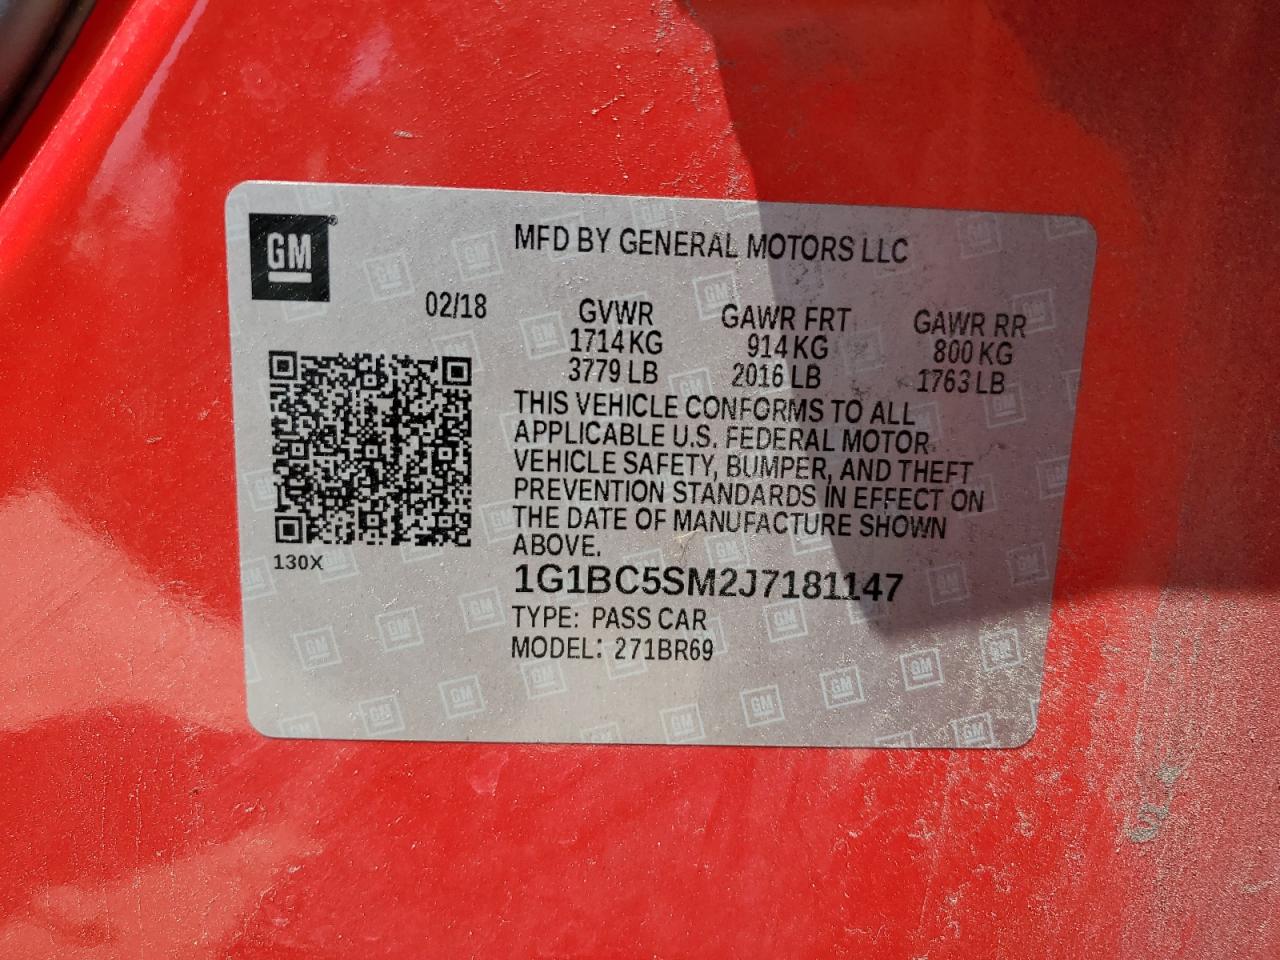 GM
MFD BY GENERAL MOTORS LLC
02/18
GVWR GAWR FRT GAWR RR
1714 KG 914 KG 800 KG
3779 LB 2016 LB 1763 LB
THIS VEHICLE CONFORMS TO ALL
APPLICABLE U.S. FEDERAL MOTOR
VEHICLE SAFETY, BUMPER, AND THEFT
PREVENTION STANDARDS IN EFFECT ON
THE DATE OF MANUFACTURE SHOWN
ABOVE.
130X
1G1BC5SM2J7181147
TYPE: PASS CAR
MODEL: 271BR69